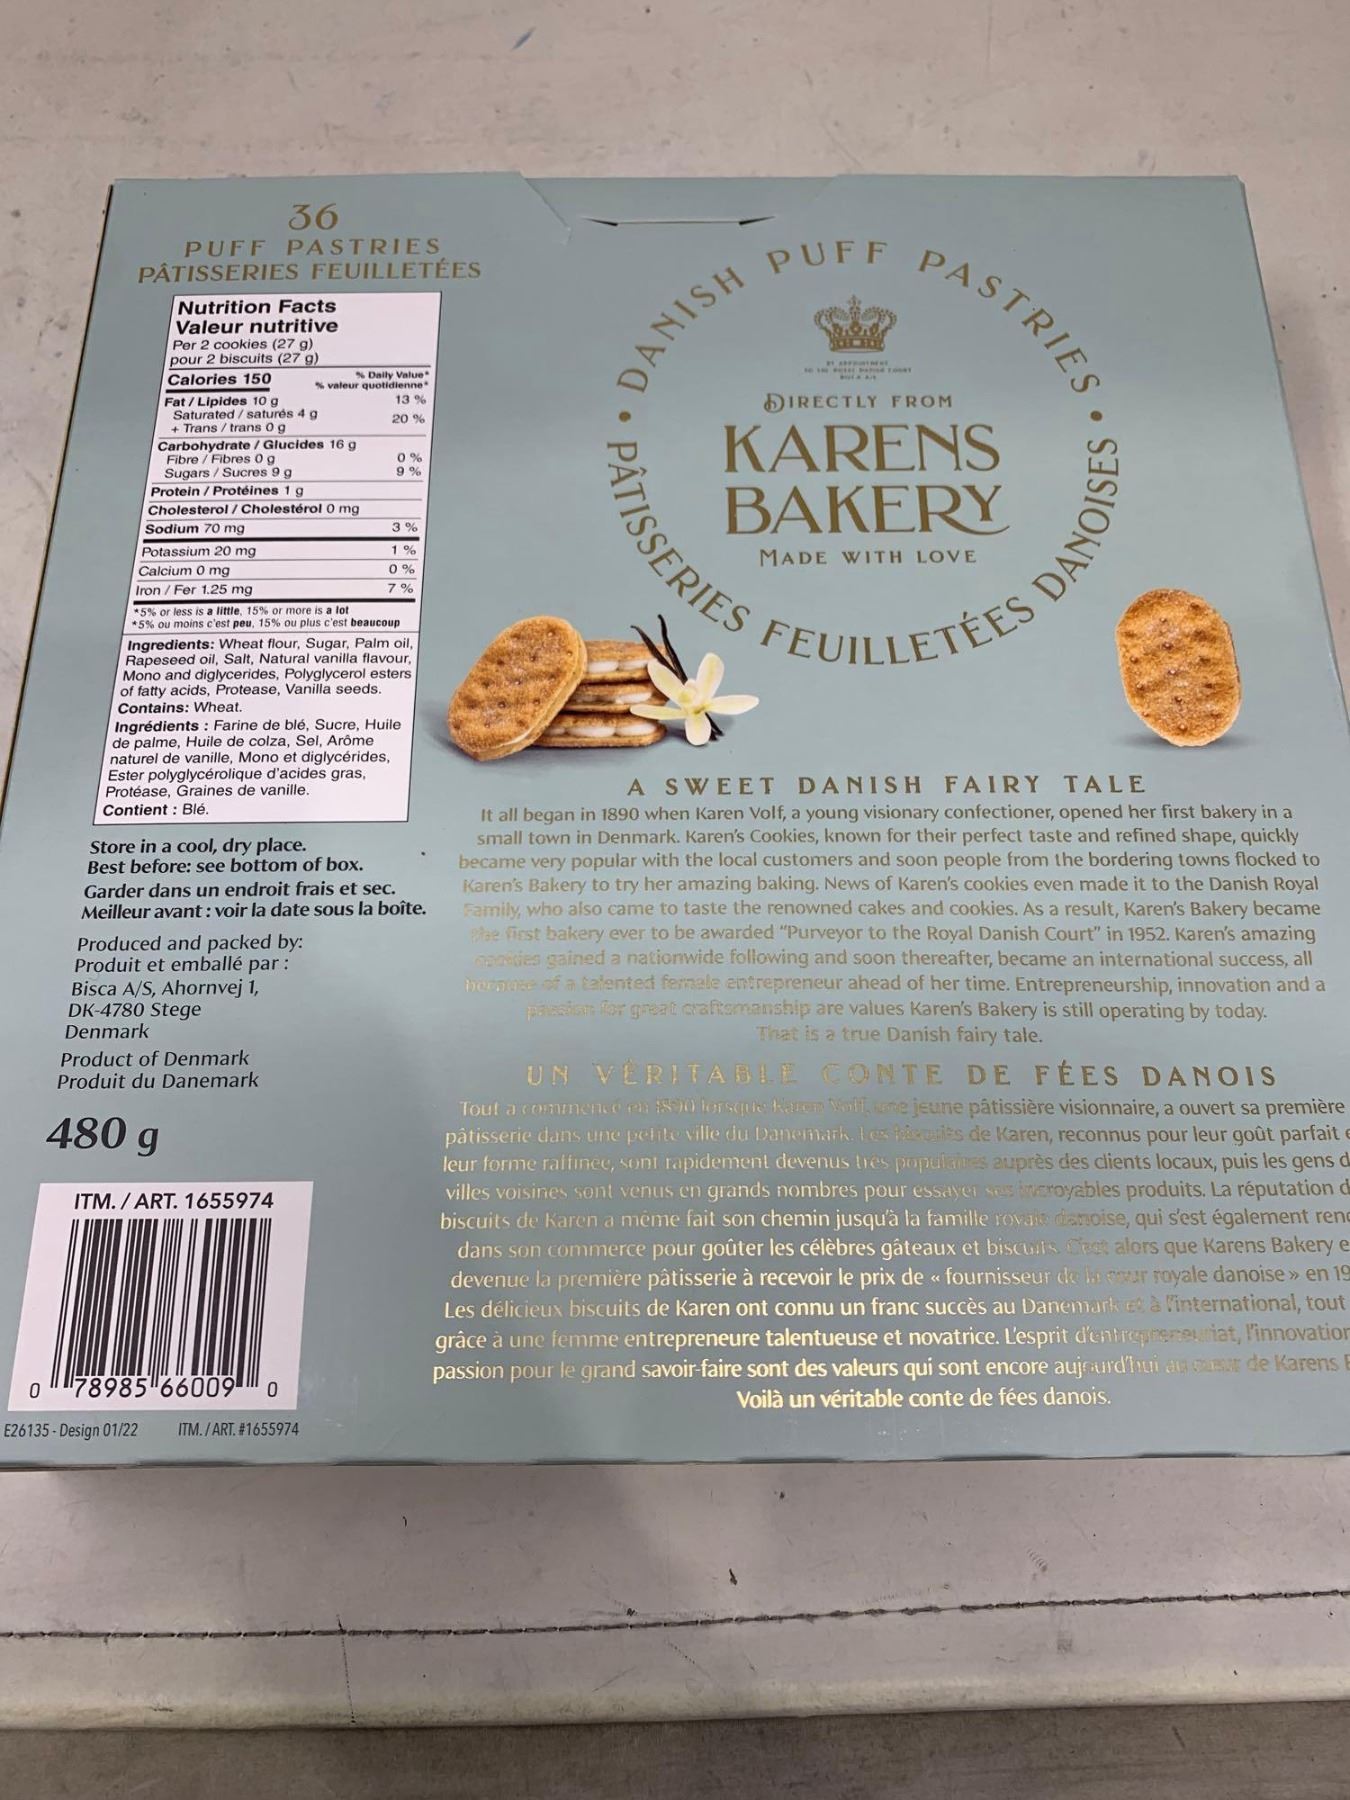 36
PUFF PASTRIES
PÂTISSERIES FEUILLETÉES
Nutrition Facts
Valeur nutritive
Per 2 cookies (27 g)
pour 2 biscuits (27 g)
Calories 150
% Daily Value*
% valeur quotidienne*
Fat / Lipides 10 g 13 %
Saturated / saturés 4 g
+ Trans / trans 0 g 20 %
Carbohydrate / Glucides 16 g
Fibre / Fibres 0 g 0 %
Sugars / Sucres 9 g 9 %
Protein / Protéines 1 g
Cholesterol / Cholestérol 0 mg
Sodium 70 mg 3 %
Potassium 20 mg 1 %
Calcium 0 mg 0 %
Iron / Fer 1.25 mg 7 %
*5% or less is a little, 15% or more is a lot
*5% ou moins c'est peu, 15% ou plus c'est beaucoup
Ingredients: Wheat flour, Sugar, Palm oil,
Rapeseed oil, Salt, Natural vanilla flavour,
Mono and diglycerides, Polyglycerol esters
of fatty acids, Protease, Vanilla seeds.
Contains: Wheat.
Ingrédients : Farine de blé, Sucre, Huile
de palme, Huile de colza, Sel, Arôme
naturel de vanille, Mono et diglycérides,
Ester polyglycérolique d'acides gras,
Protéase, Graines de vanille.
Contient : Blé.
Store in a cool, dry place.
Best before: see bottom of box.
Garder dans un endroit frais et sec.
Meilleur avant : voir la date sous la boîte.
Produced and packed by:
Produit et emballé par :
Bisca A/S, Ahornvej 1,
DK-4780 Stege
Denmark
Product of Denmark
Produit du Danemark
480 g
ITM. / ART. 1655974
0 78985 66009 0
E26135 - Design 01/22 ITM. / ART. #1655974
• DANISH PUFF PASTRIES •
PÂTISSERIES FEUILLETÉES DANOISES
BY APPOINTMENT
TO THE ROYAL DANISH COURT
BISCA A/S
DIRECTLY FROM
KARENS
BAKERY
MADE WITH LOVE
A SWEET DANISH FAIRY TALE
It all began in 1890 when Karen Volf, a young visionary confectioner, opened her first bakery in a
small town in Denmark. Karen's Cookies, known for their perfect taste and refined shape, quickly
became very popular with the local customers and soon people from the bordering towns flocked to
Karen's Bakery to try her amazing baking. News of Karen's cookies even made it to the Danish Royal
Family, who also came to taste the renowned cakes and cookies. As a result, Karen's Bakery became
the first bakery ever to be awarded "Purveyor to the Royal Danish Court" in 1952. Karen's amazing
cookies gained a nationwide following and soon thereafter, became an international success, all
because of a talented female entrepreneur ahead of her time. Entrepreneurship, innovation and a
passion for great craftsmanship are values Karen's Bakery is still operating by today.
That is a true Danish fairy tale.
UN VÉRITABLE CONTE DE FÉES DANOIS
Tout a commencé en 1890 lorsque Karen Volf, une jeune pâtissière visionnaire, a ouvert sa première
pâtisserie dans une petite ville du Danemark. Les biscuits de Karen, reconnus pour leur goût parfait
leur forme raffinée, sont rapidement devenus très populaires auprès des clients locaux, puis les gens
villes voisines sont venus en grands nombres pour essayer ses incroyables produits. La réputation
biscuits de Karen a même fait son chemin jusqu'à la famille royale danoise, qui s'est également
dans son commerce pour goûter les célèbres gâteaux et biscuits. C'est alors que Karens Bakery
devenue la première pâtisserie à recevoir le prix de « fournisseur de la cour royale danoise » en 19
Les délicieux biscuits de Karen ont connu un franc succès au Danemark et à l'international, tout
grâce à une femme entrepreneure talentueuse et novatrice. L'esprit d'entrepreneuriat, l'innovation
passion pour le grand savoir-faire sont des valeurs qui sont encore aujourd'hui au cœur de Karens
Voilà un véritable conte de fées danois.